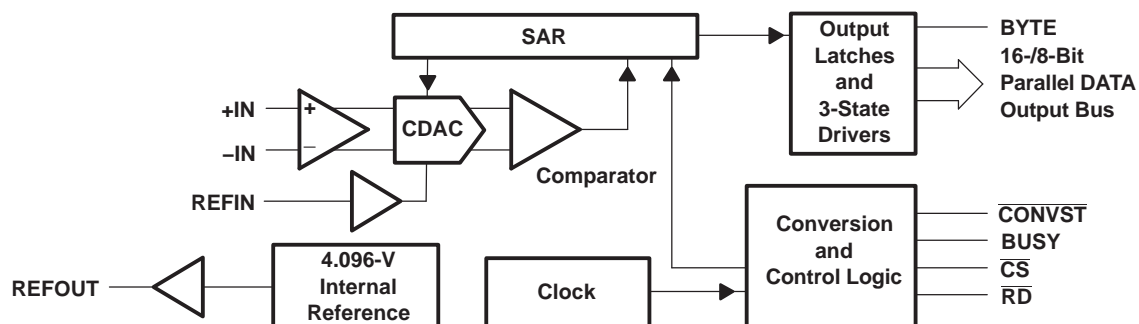 SAR
Output
Latches
and
3-State
Drivers
BYTE
16-/8-Bit
Parallel DATA
Output Bus
+IN
+
−IN
−
CDAC
Comparator
REFIN
Conversion
and
Control Logic
CONVST
BUSY
CS
RD
REFOUT
4.096-V
Internal
Reference
Clock